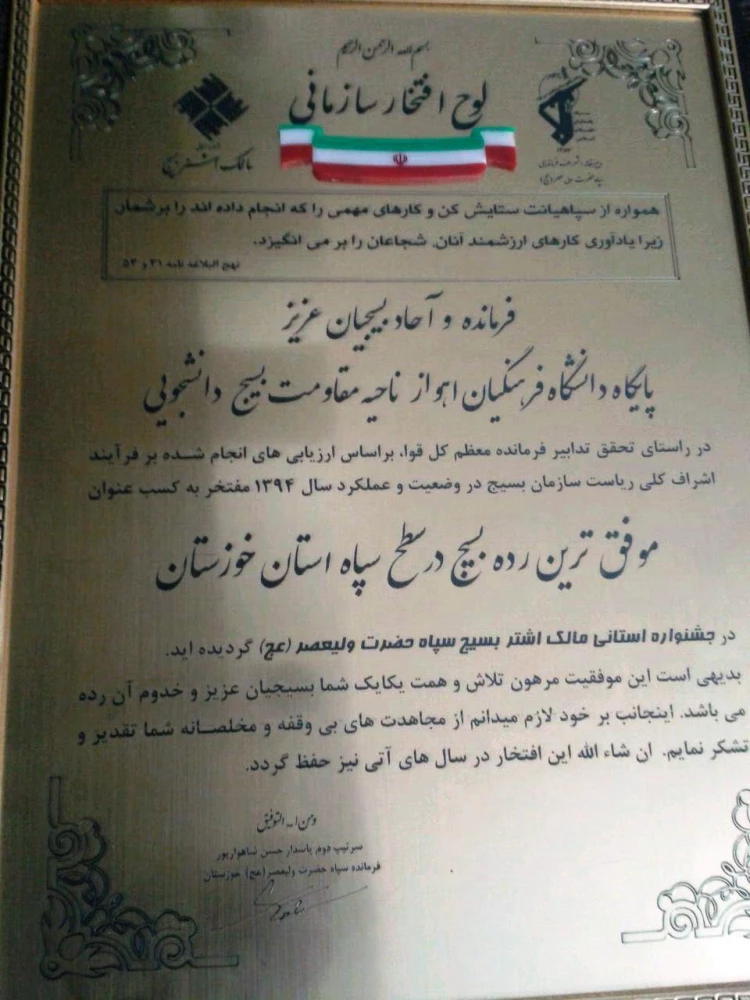 بسم الله الرحمن الرحیم
لوح افتخار سازمانی
مالک اشتر
همواره از سپاهیانت ستایش کن و کارهای مهمی را که انجام داده اند را برشمار
زیرا یادآوری کارهای ارزشمند آنان، شجاعان را بر می انگیزد.
نهج البلاغه نامه ۳۱ و ۵۳
فرمانده و آحاد بسیجیان عزیز
پایگاه دانشگاه فرهنگیان اهواز ناحیه مقاومت بسیج دانشجویی
در راستای تحقق تدابیر فرمانده معظم کل قوا، براساس ارزیابی های انجام شده بر فرآیند
اشراف کلی ریاست سازمان بسیج در وضعیت و عملکرد سال ۱۳۹۴ مفتخر به کسب عنوان
موفق ترین رده بسیج در سطح سپاه استان خوزستان
در جشنواره استانی مالک اشتر بسیج سپاه حضرت ولیعصر (عج) گردیده اید.
بدیهی است این موفقیت مرهون تلاش و همت یکایک شما بسیجیان عزیز و خدوم آن رده
می باشد. اینجانب بر خود لازم میدانم از مجاهدت های بی وقفه و مخلصانه شما تقدیز و
تشکر نمایم. ان شاء الله این افتخار در سال های آتی نیز حفظ گردد.
ومن ا... التوفیق
سرتیپ دوم پاسدار حسن شاهوارپور
فرمانده سپاه حضرت ولیعصر (عج) خوزستان